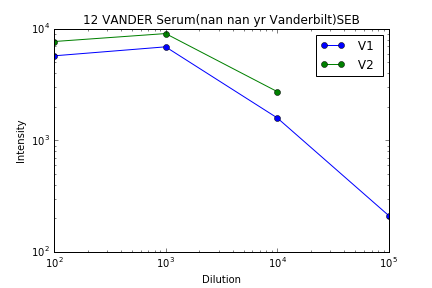 12 VANDER Serum(nan nan yr Vanderbilt)SEB
V1
V2
Intensity
10^4
10^3
10^2
10^2 10^3 10^4 10^5
Dilution